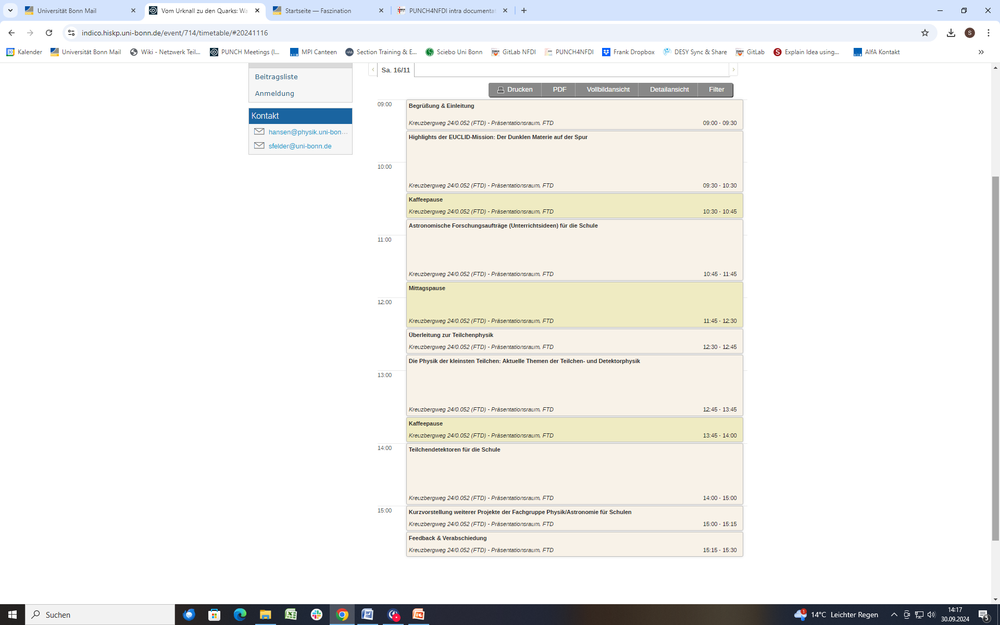 Universität Bonn Mail
Vom Urknall zu den Quarks: Wa
Startseite — Faszination
PUNCH4NFDI intra documenta
indico.hiskp.uni-bonn.de/event/714/timetable/#20241116
S
30 Kalender
Universität Bonn Mail
Wiki - Netzwerk Teil...
PUNCH Meetings (I...
MPI Canteen
Section Training & E...
Sciebo Uni Bonn
GitLab NFDI
PUNCH4NFDI
Frank Dropbox
DESY Sync & Share
GitLab
Explain Idea using...
AlfA Kontakt
Beitragsliste
Anmeldung
Kontakt
hansen@physik.uni-bon...
sfelder@uni-bonn.de
Sa. 16/11
Drucken PDF Vollbildansicht Detailansicht Filter
09:00
Begrüßung & Einleitung
Kreuzbergweg 24/0.052 (FTD) - Präsentationsraum, FTD 09:00 - 09:30
Highlights der EUCLID-Mission: Der Dunklen Materie auf der Spur
10:00
Kreuzbergweg 24/0.052 (FTD) - Präsentationsraum, FTD 09:30 - 10:30
Kaffeepause
Kreuzbergweg 24/0.052 (FTD) - Präsentationsraum, FTD 10:30 - 10:45
Astronomische Forschungsaufträge (Unterrichtsideen) für die Schule
11:00
Kreuzbergweg 24/0.052 (FTD) - Präsentationsraum, FTD 10:45 - 11:45
Mittagspause
12:00
Kreuzbergweg 24/0.052 (FTD) - Präsentationsraum, FTD 11:45 - 12:30
Überleitung zur Teilchenphysik
Kreuzbergweg 24/0.052 (FTD) - Präsentationsraum, FTD 12:30 - 12:45
Die Physik der kleinsten Teilchen: Aktuelle Themen der Teilchen- und Detektorphysik
13:00
Kreuzbergweg 24/0.052 (FTD) - Präsentationsraum, FTD 12:45 - 13:45
Kaffeepause
Kreuzbergweg 24/0.052 (FTD) - Präsentationsraum, FTD 13:45 - 14:00
14:00
Teilchendetektoren für die Schule
Kreuzbergweg 24/0.052 (FTD) - Präsentationsraum, FTD 14:00 - 15:00
15:00
Kurzvorstellung weiterer Projekte der Fachgruppe Physik/Astronomie für Schulen
Kreuzbergweg 24/0.052 (FTD) - Präsentationsraum, FTD 15:00 - 15:15
Feedback & Verabschiedung
Kreuzbergweg 24/0.052 (FTD) - Präsentationsraum, FTD 15:15 - 15:30
Suchen
1
14°C Leichter Regen
14:17
30.09.2024
5